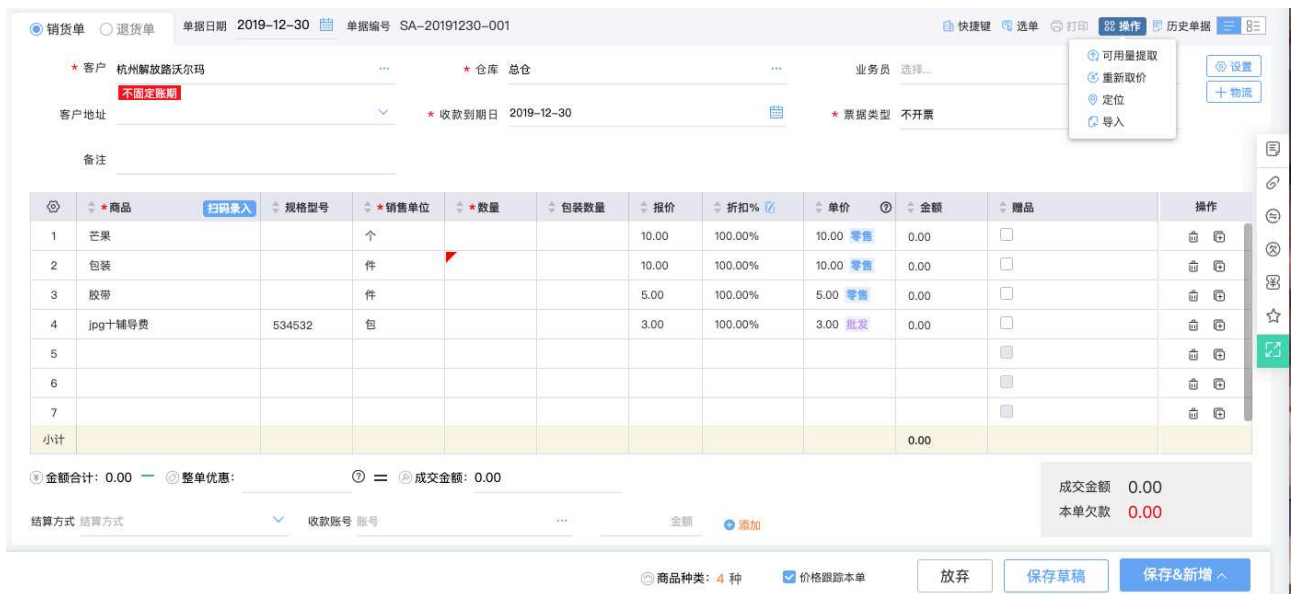 销货单 退货单 单据日期 2019-12-30 单据编号 SA-20191230-001 快捷键 选单 打印 操作 历史单据
可用量提取
重新取价
定位
导入
* 客户 杭州解放路沃尔玛 ... * 仓库 总仓 ... 业务员 选择... 设置
不固定账期
客户地址 * 收款到期日 2019-12-30 * 票据类型 不开票 物流
备注
*商品 扫码录入 规格型号 *销售单位 *数量 包装数量 报价 折扣% 单价 金额 赠品 操作
1 芒果 个 10.00 100.00% 10.00 零售 0.00
2 包装 件 10.00 100.00% 10.00 零售 0.00
3 胶带 件 5.00 100.00% 5.00 零售 0.00
4 jpg十辅导费 534532 包 3.00 100.00% 3.00 批发 0.00
5
6
7
小计 0.00
金额合计: 0.00 — 整单优惠: = 成交金额: 0.00
成交金额 0.00
本单欠款 0.00
结算方式 结算方式 收款账号 账号 ... 金额 添加
商品种类: 4 种 价格跟踪本单 放弃 保存草稿 保存&新增